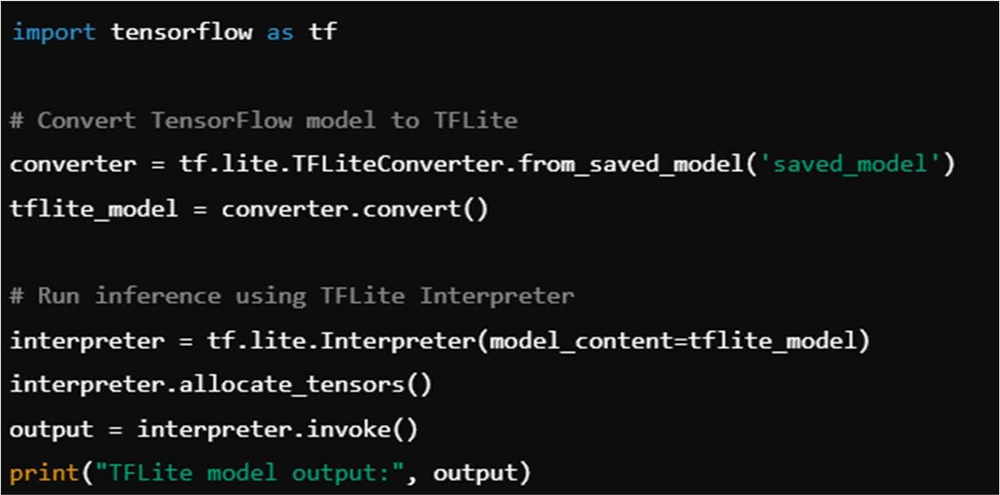 import tensorflow as tf
# Convert TensorFlow model to TFLite
converter = tf.lite.TFLiteConverter.from_saved_model('saved_model')
tflite_model = converter.convert()
# Run inference using TFLite Interpreter
interpreter = tf.lite.Interpreter(model_content=tflite_model)
interpreter.allocate_tensors()
output = interpreter.invoke()
print("TFLite model output:", output)